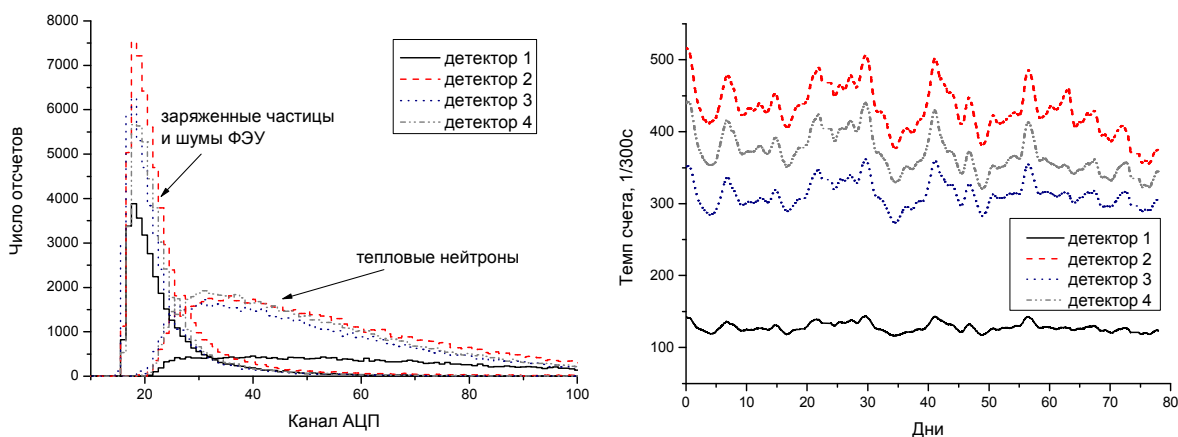 8000
7000
6000
5000
4000
3000
2000
1000
0
Число отсчетов
20
40
60
80
100
Канал АЦП
детектор 1
детектор 2
детектор 3
детектор 4
заряженные частицы
и шумы ФЭУ
тепловые нейтроны
500
400
300
200
100
Темп счета, 1/300с
0
10
20
30
40
50
60
70
80
Дни
детектор 1
детектор 2
детектор 3
детектор 4